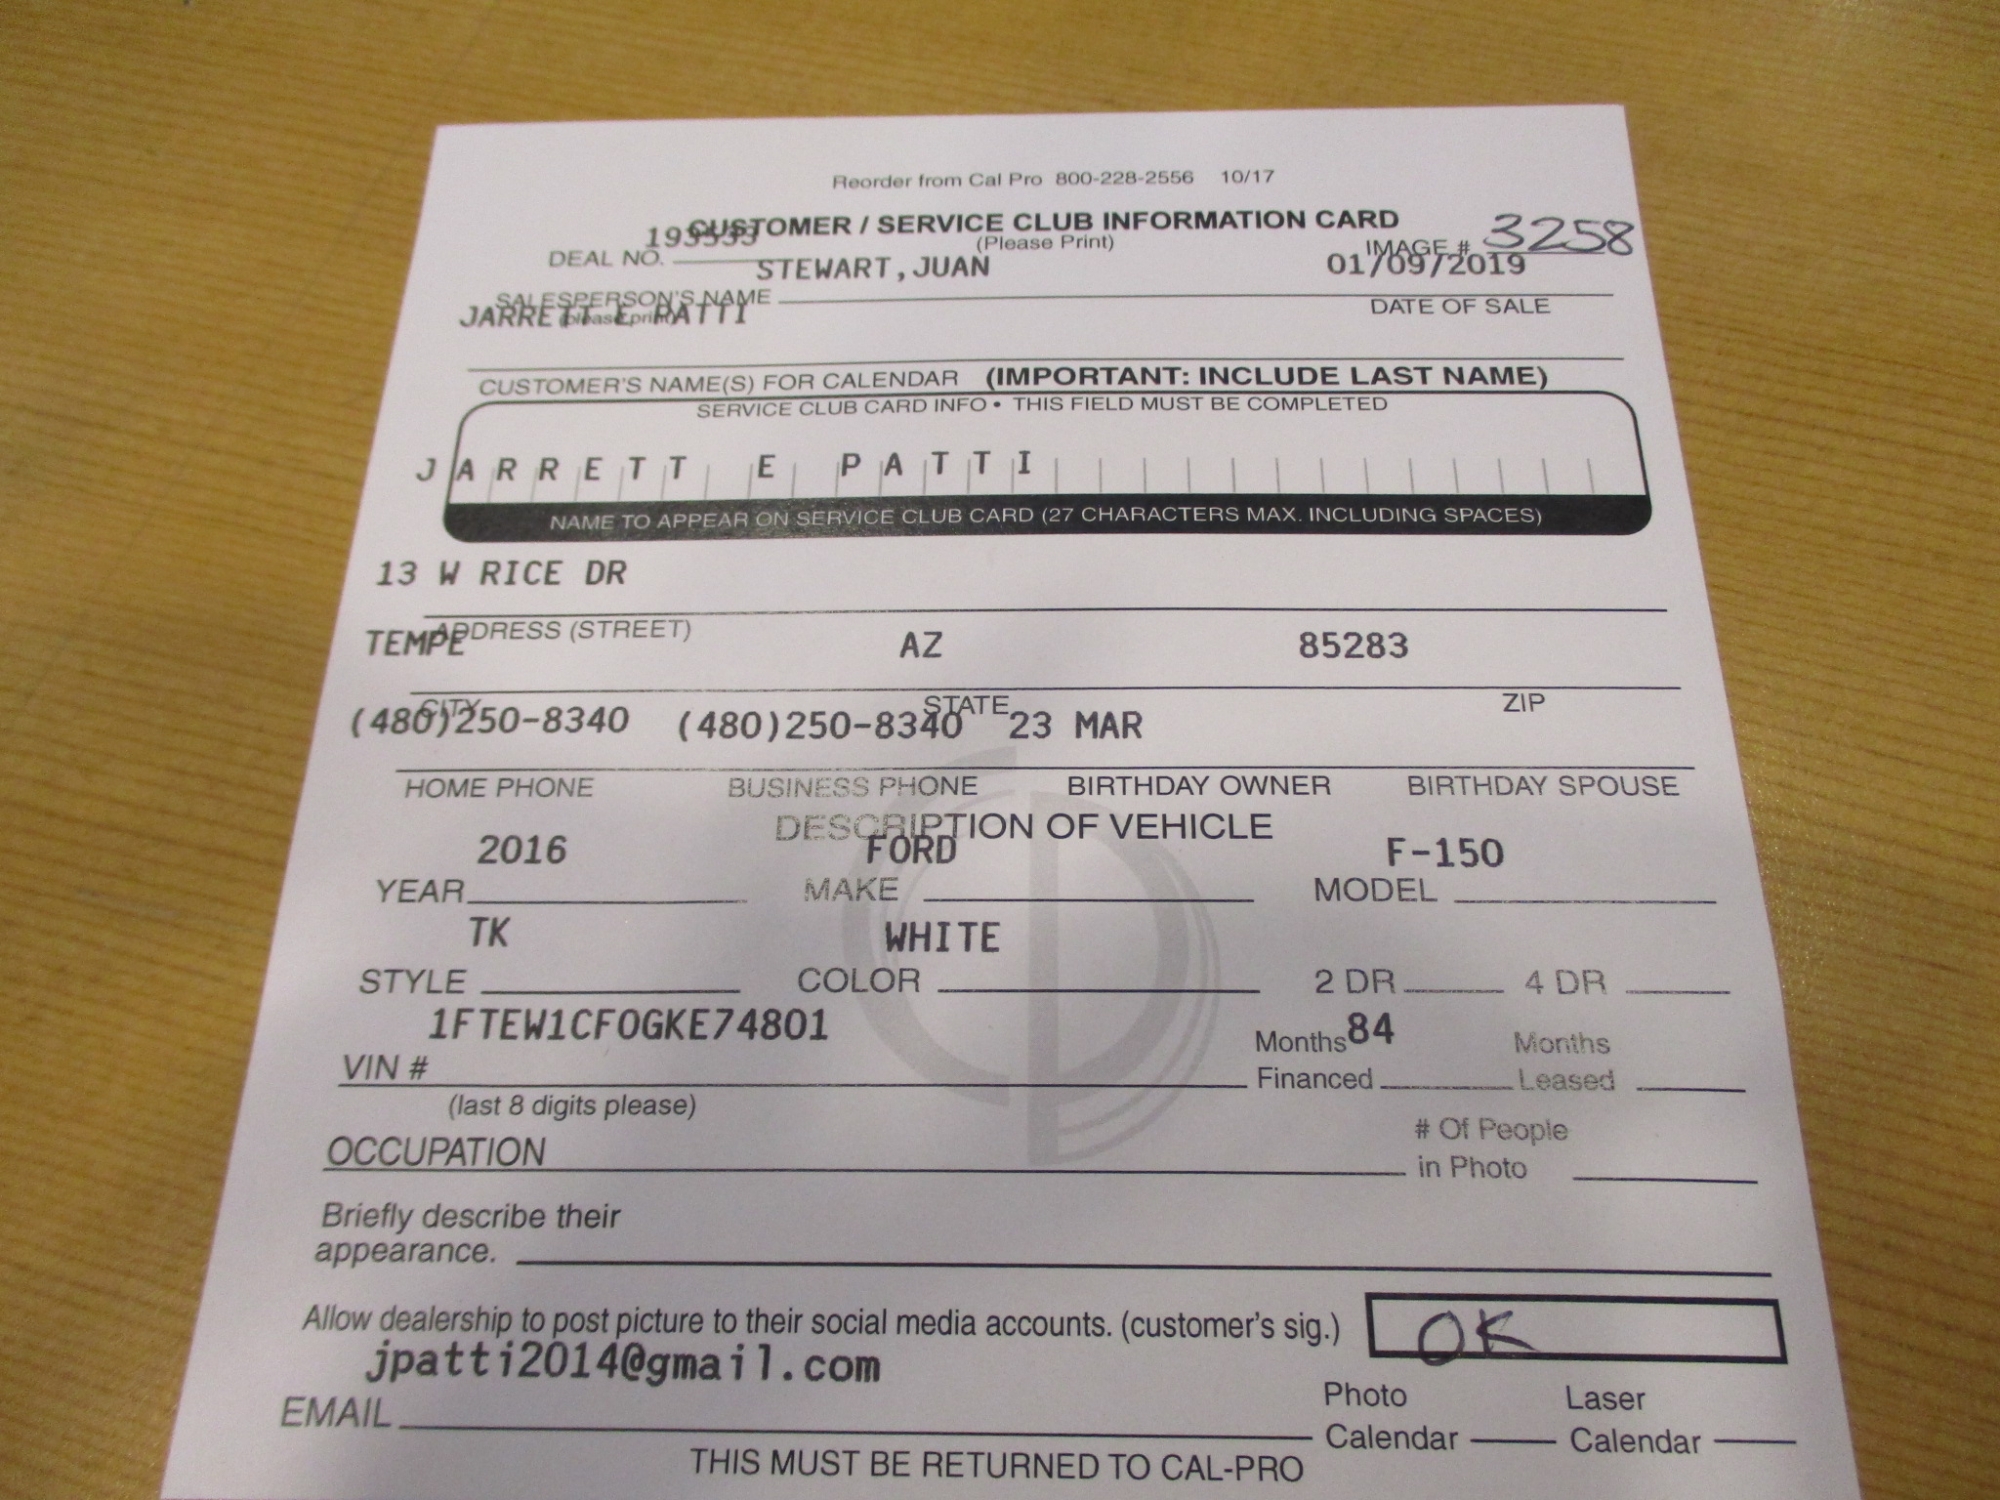 Reorder from Cal Pro 800-228-2556 10/17
CUSTOMER / SERVICE CLUB INFORMATION CARD
(Please Print)
DEAL NO. 193533 IMAGE # 3258
STEWART,JUAN 01/09/2019
SALESPERSON'S NAME DATE OF SALE
(please print)
JARRETT E PATTI
CUSTOMER'S NAME(S) FOR CALENDAR (IMPORTANT: INCLUDE LAST NAME)
SERVICE CLUB CARD INFO • THIS FIELD MUST BE COMPLETED
JARRETT E PATTI
NAME TO APPEAR ON SERVICE CLUB CARD (27 CHARACTERS MAX. INCLUDING SPACES)
13 W RICE DR
ADDRESS (STREET)
TEMPE AZ 85283
CITY STATE ZIP
(480)250-8340 (480)250-8340 23 MAR
HOME PHONE BUSINESS PHONE BIRTHDAY OWNER BIRTHDAY SPOUSE
DESCRIPTION OF VEHICLE
2016 FORD F-150
YEAR MAKE MODEL
TK WHITE
STYLE COLOR 2 DR 4 DR
1FTEW1CF0GKE74801 84
VIN # Months Financed Months Leased
(last 8 digits please)
OCCUPATION # Of People in Photo
Briefly describe their
appearance.
Allow dealership to post picture to their social media accounts. (customer's sig.) OK
jpatti2014@gmail.com
EMAIL Photo Calendar Laser Calendar
THIS MUST BE RETURNED TO CAL-PRO